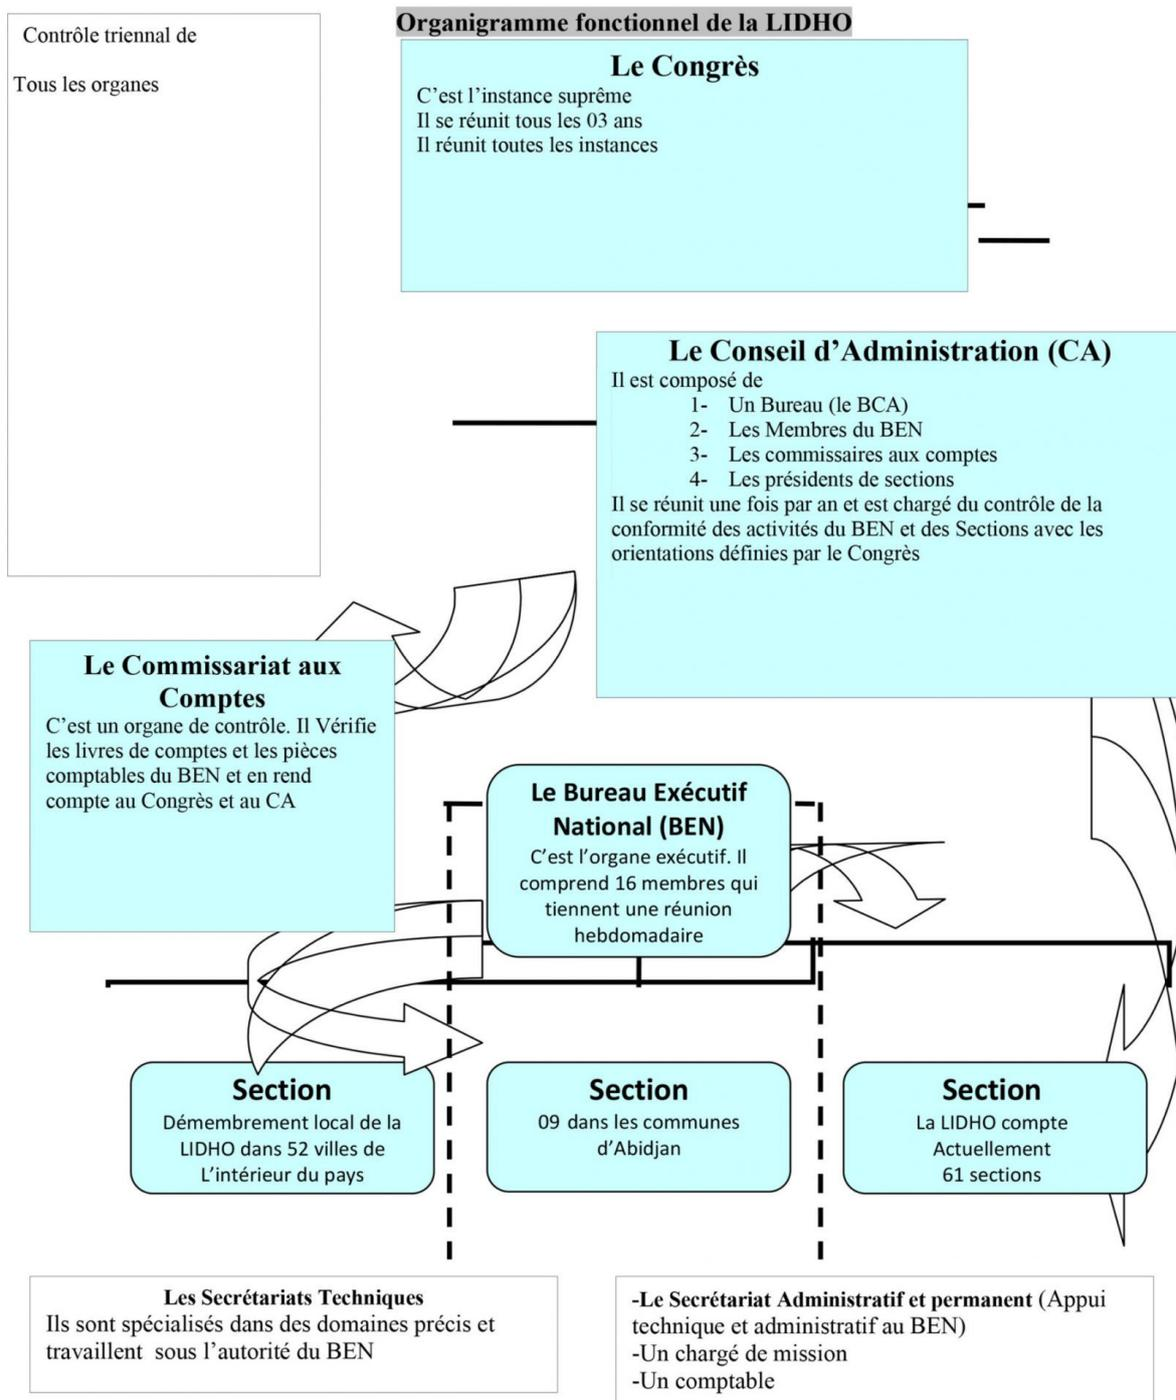 Organigramme fonctionnel de la LIDHO
Contrôle triennal de
Tous les organes
Le Congrès
C'est l'instance suprême
Il se réunit tous les 03 ans
Il réunit toutes les instances
Le Conseil d'Administration (CA)
Il est composé de
1- Un Bureau (le BCA)
2- Les Membres du BEN
3- Les commissaires aux comptes
4- Les présidents de sections
Il se réunit une fois par an et est chargé du contrôle de la
conformité des activités du BEN et des Sections avec les
orientations définies par le Congrès
Le Commissariat aux
Comptes
C'est un organe de contrôle. Il Vérifie
les livres de comptes et les pièces
comptables du BEN et en rend
compte au Congrès et au CA
Le Bureau Exécutif
National (BEN)
C'est l'organe exécutif. Il
comprend 16 membres qui
tiennent une réunion
hebdomadaire
Section
Démembrement local de la
LIDHO dans 52 villes de
L'intérieur du pays
Section
09 dans les communes
d'Abidjan
Section
La LIDHO compte
Actuellement
61 sections
Les Secrétariats Techniques
Ils sont spécialisés dans des domaines précis et
travaillent sous l'autorité du BEN
-Le Secrétariat Administratif et permanent (Appui
technique et administratif au BEN)
-Un chargé de mission
-Un comptable